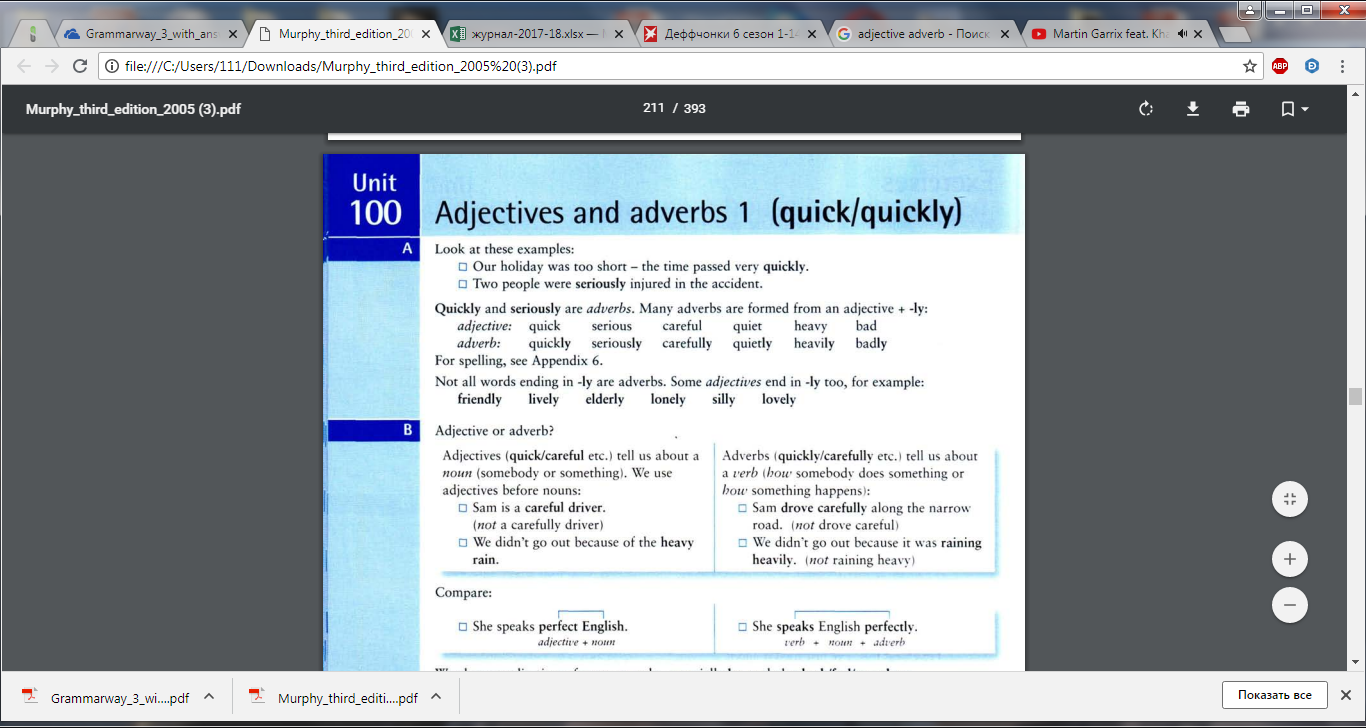 Grammarway_3_with_ans
Murphy_third_edition_20
журнал-2017-18.xlsx —
Деффчонки 6 сезон 1-1
adjective adverb - Поиск
Martin Garrix feat. Kha
file:///C:/Users/111/Downloads/Murphy_third_edition_2005%20(3).pdf
ABP
Murphy_third_edition_2005 (3).pdf
211 / 393
Unit
100
Adjectives and adverbs 1 (quick/quickly)
A
Look at these examples:
Our holiday was too short – the time passed very quickly.
Two people were seriously injured in the accident.
Quickly and seriously are adverbs. Many adverbs are formed from an adjective + -ly:
adjective: quick serious careful quiet heavy bad
adverb: quickly seriously carefully quietly heavily badly
For spelling, see Appendix 6.
Not all words ending in -ly are adverbs. Some adjectives end in -ly too, for example:
friendly lively elderly lonely silly lovely
B
Adjective or adverb?
Adjectives (quick/careful etc.) tell us about a
noun (somebody or something). We use
adjectives before nouns:
Sam is a careful driver.
(not a carefully driver)
We didn't go out because of the heavy
rain.
Adverbs (quickly/carefully etc.) tell us about
a verb (how somebody does something or
how something happens):
Sam drove carefully along the narrow
road. (not drove careful)
We didn't go out because it was raining
heavily. (not raining heavy)
Compare:
She speaks perfect English.
adjective + noun
She speaks English perfectly.
verb + noun + adverb
Grammarway_3_wi....pdf
Murphy_third_editi....pdf
Показать все